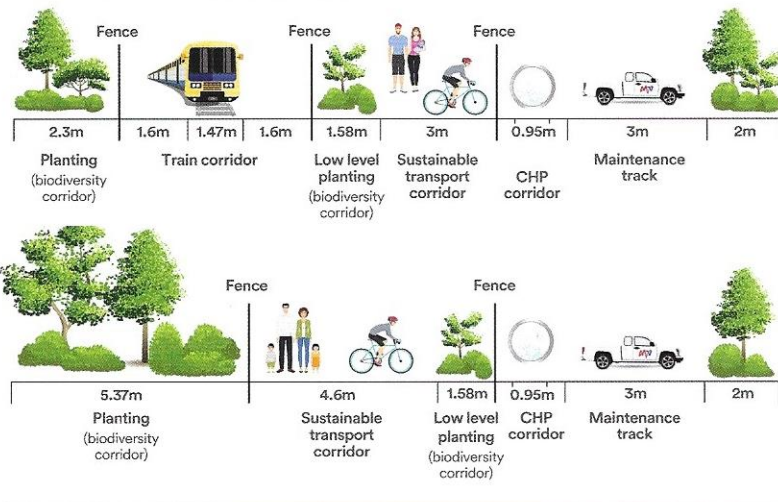 Fence
Fence
Fence
2.3m
1.6m
1.47m
1.6m
1.58m
3m
0.95m
3m
2m
Planting
(biodiversity
corridor)
Train corridor
Low level
planting
(biodiversity
corridor)
Sustainable
transport
corridor
CHP
corridor
Maintenance
track
Fence
Fence
5.37m
4.6m
1.58m
0.95m
3m
2m
Planting
(biodiversity
corridor)
Sustainable
transport
corridor
Low level
planting
(biodiversity
corridor)
CHP
corridor
Maintenance
track